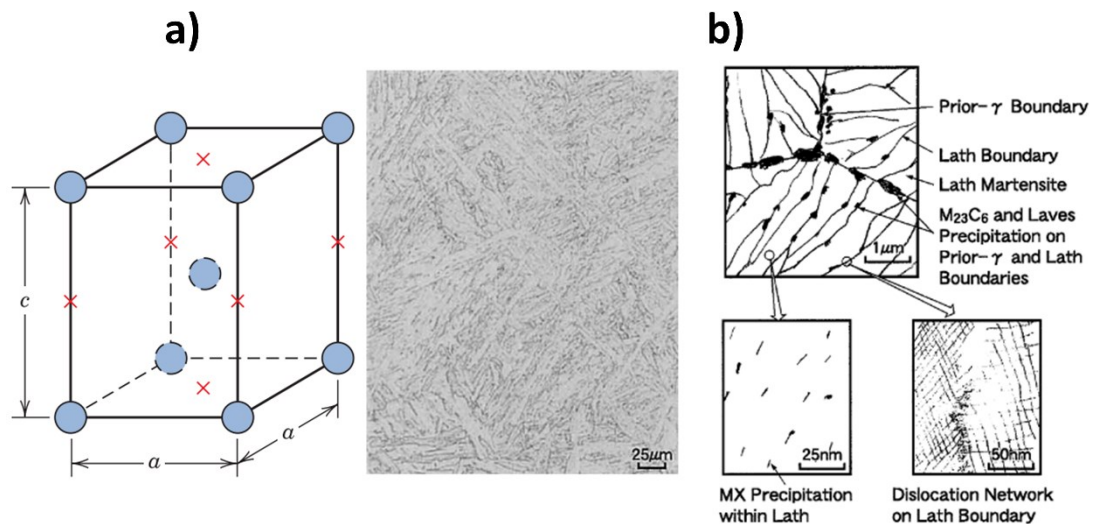 a)
c
a
a
25μm
b)
Prior-γ Boundary
Lath Boundary
Lath Martensite
M₂₃C₆ and Laves
Precipitation on
Prior-γ and Lath
Boundaries
1μm
25nm
50nm
MX Precipitation
within Lath
Dislocation Network
on Lath Boundary